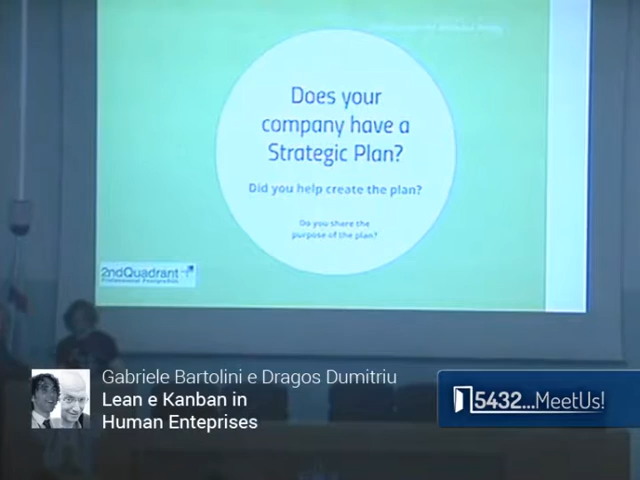 Does your
company have a
Strategic Plan?
Did you help create the plan?
Do you share the
purpose of the plan?
2ndQuadrant
Professional PostgreSQL
Gabriele Bartolini e Dragos Dumitriu
Lean e Kanban in
Human Enteprises
5432...MeetUs!